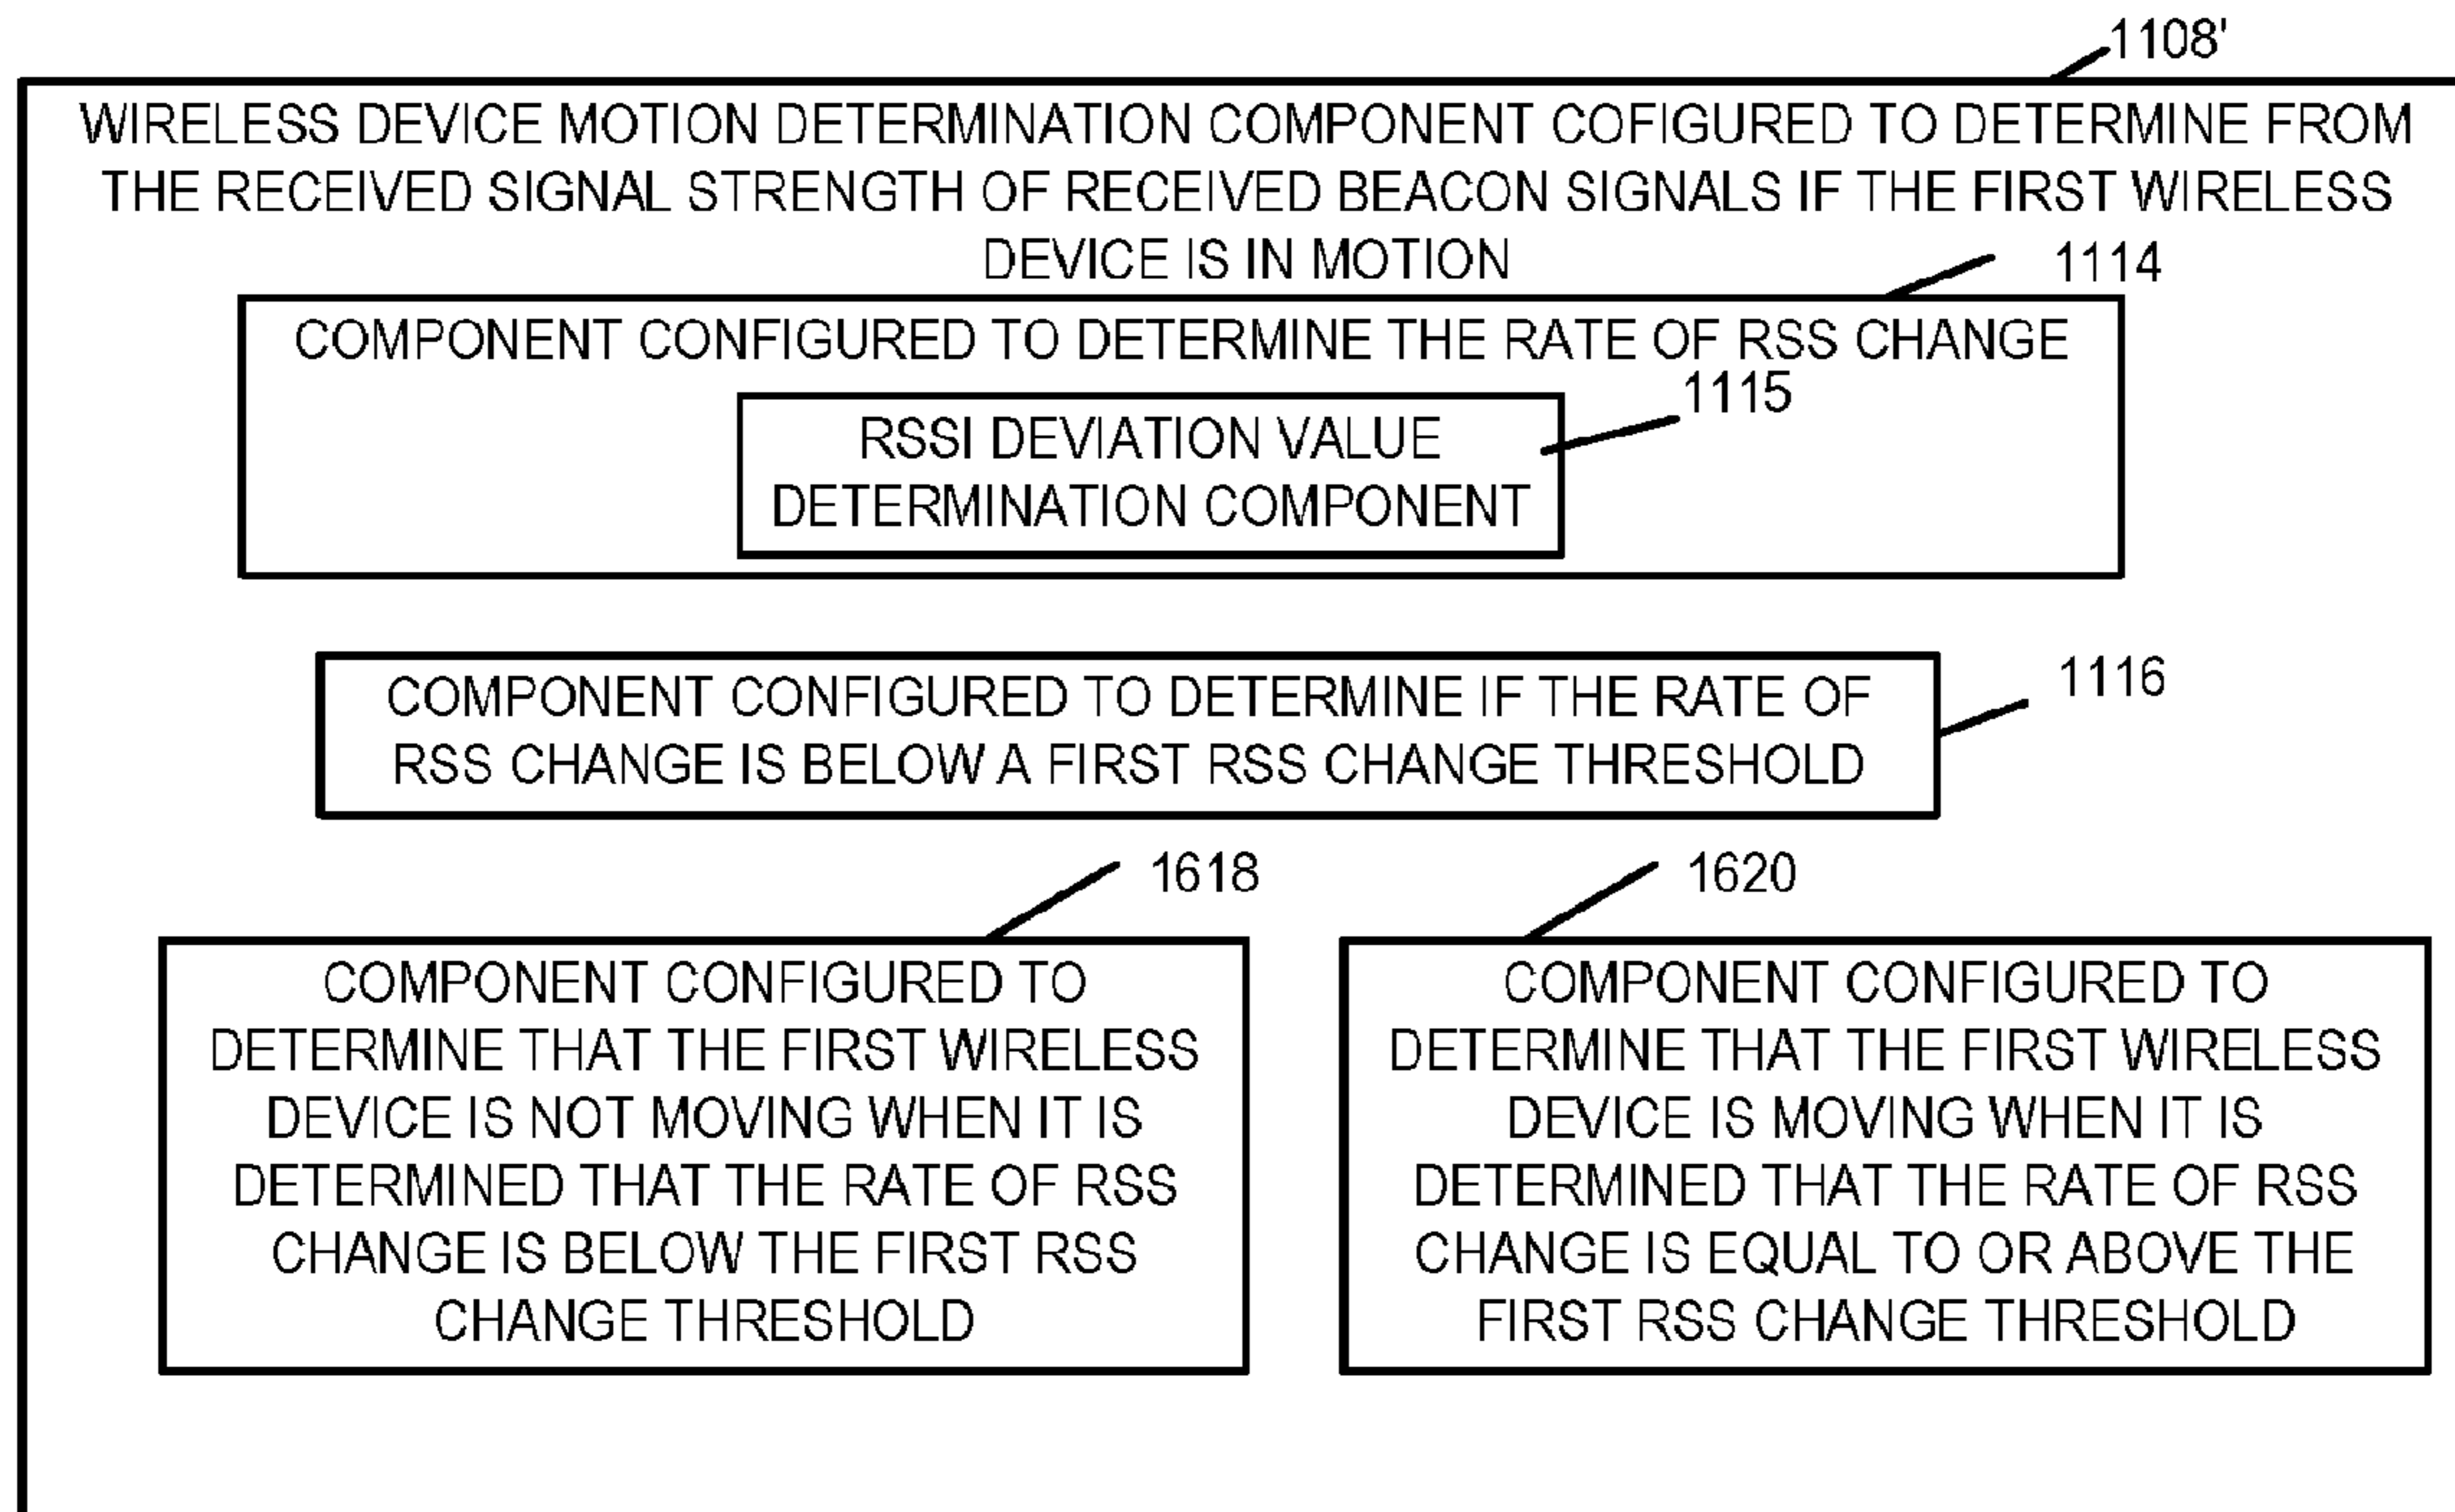 1108'
WIRELESS DEVICE MOTION DETERMINATION COMPONENT COFIGURED TO DETERMINE FROM
THE RECEIVED SIGNAL STRENGTH OF RECEIVED BEACON SIGNALS IF THE FIRST WIRELESS
DEVICE IS IN MOTION
1114
COMPONENT CONFIGURED TO DETERMINE THE RATE OF RSS CHANGE
1115
RSSI DEVIATION VALUE
DETERMINATION COMPONENT
1116
COMPONENT CONFIGURED TO DETERMINE IF THE RATE OF
RSS CHANGE IS BELOW A FIRST RSS CHANGE THRESHOLD
1618
COMPONENT CONFIGURED TO
DETERMINE THAT THE FIRST WIRELESS
DEVICE IS NOT MOVING WHEN IT IS
DETERMINED THAT THE RATE OF RSS
CHANGE IS BELOW THE FIRST RSS
CHANGE THRESHOLD
1620
COMPONENT CONFIGURED TO
DETERMINE THAT THE FIRST WIRELESS
DEVICE IS MOVING WHEN IT IS
DETERMINED THAT THE RATE OF RSS
CHANGE IS EQUAL TO OR ABOVE THE
FIRST RSS CHANGE THRESHOLD